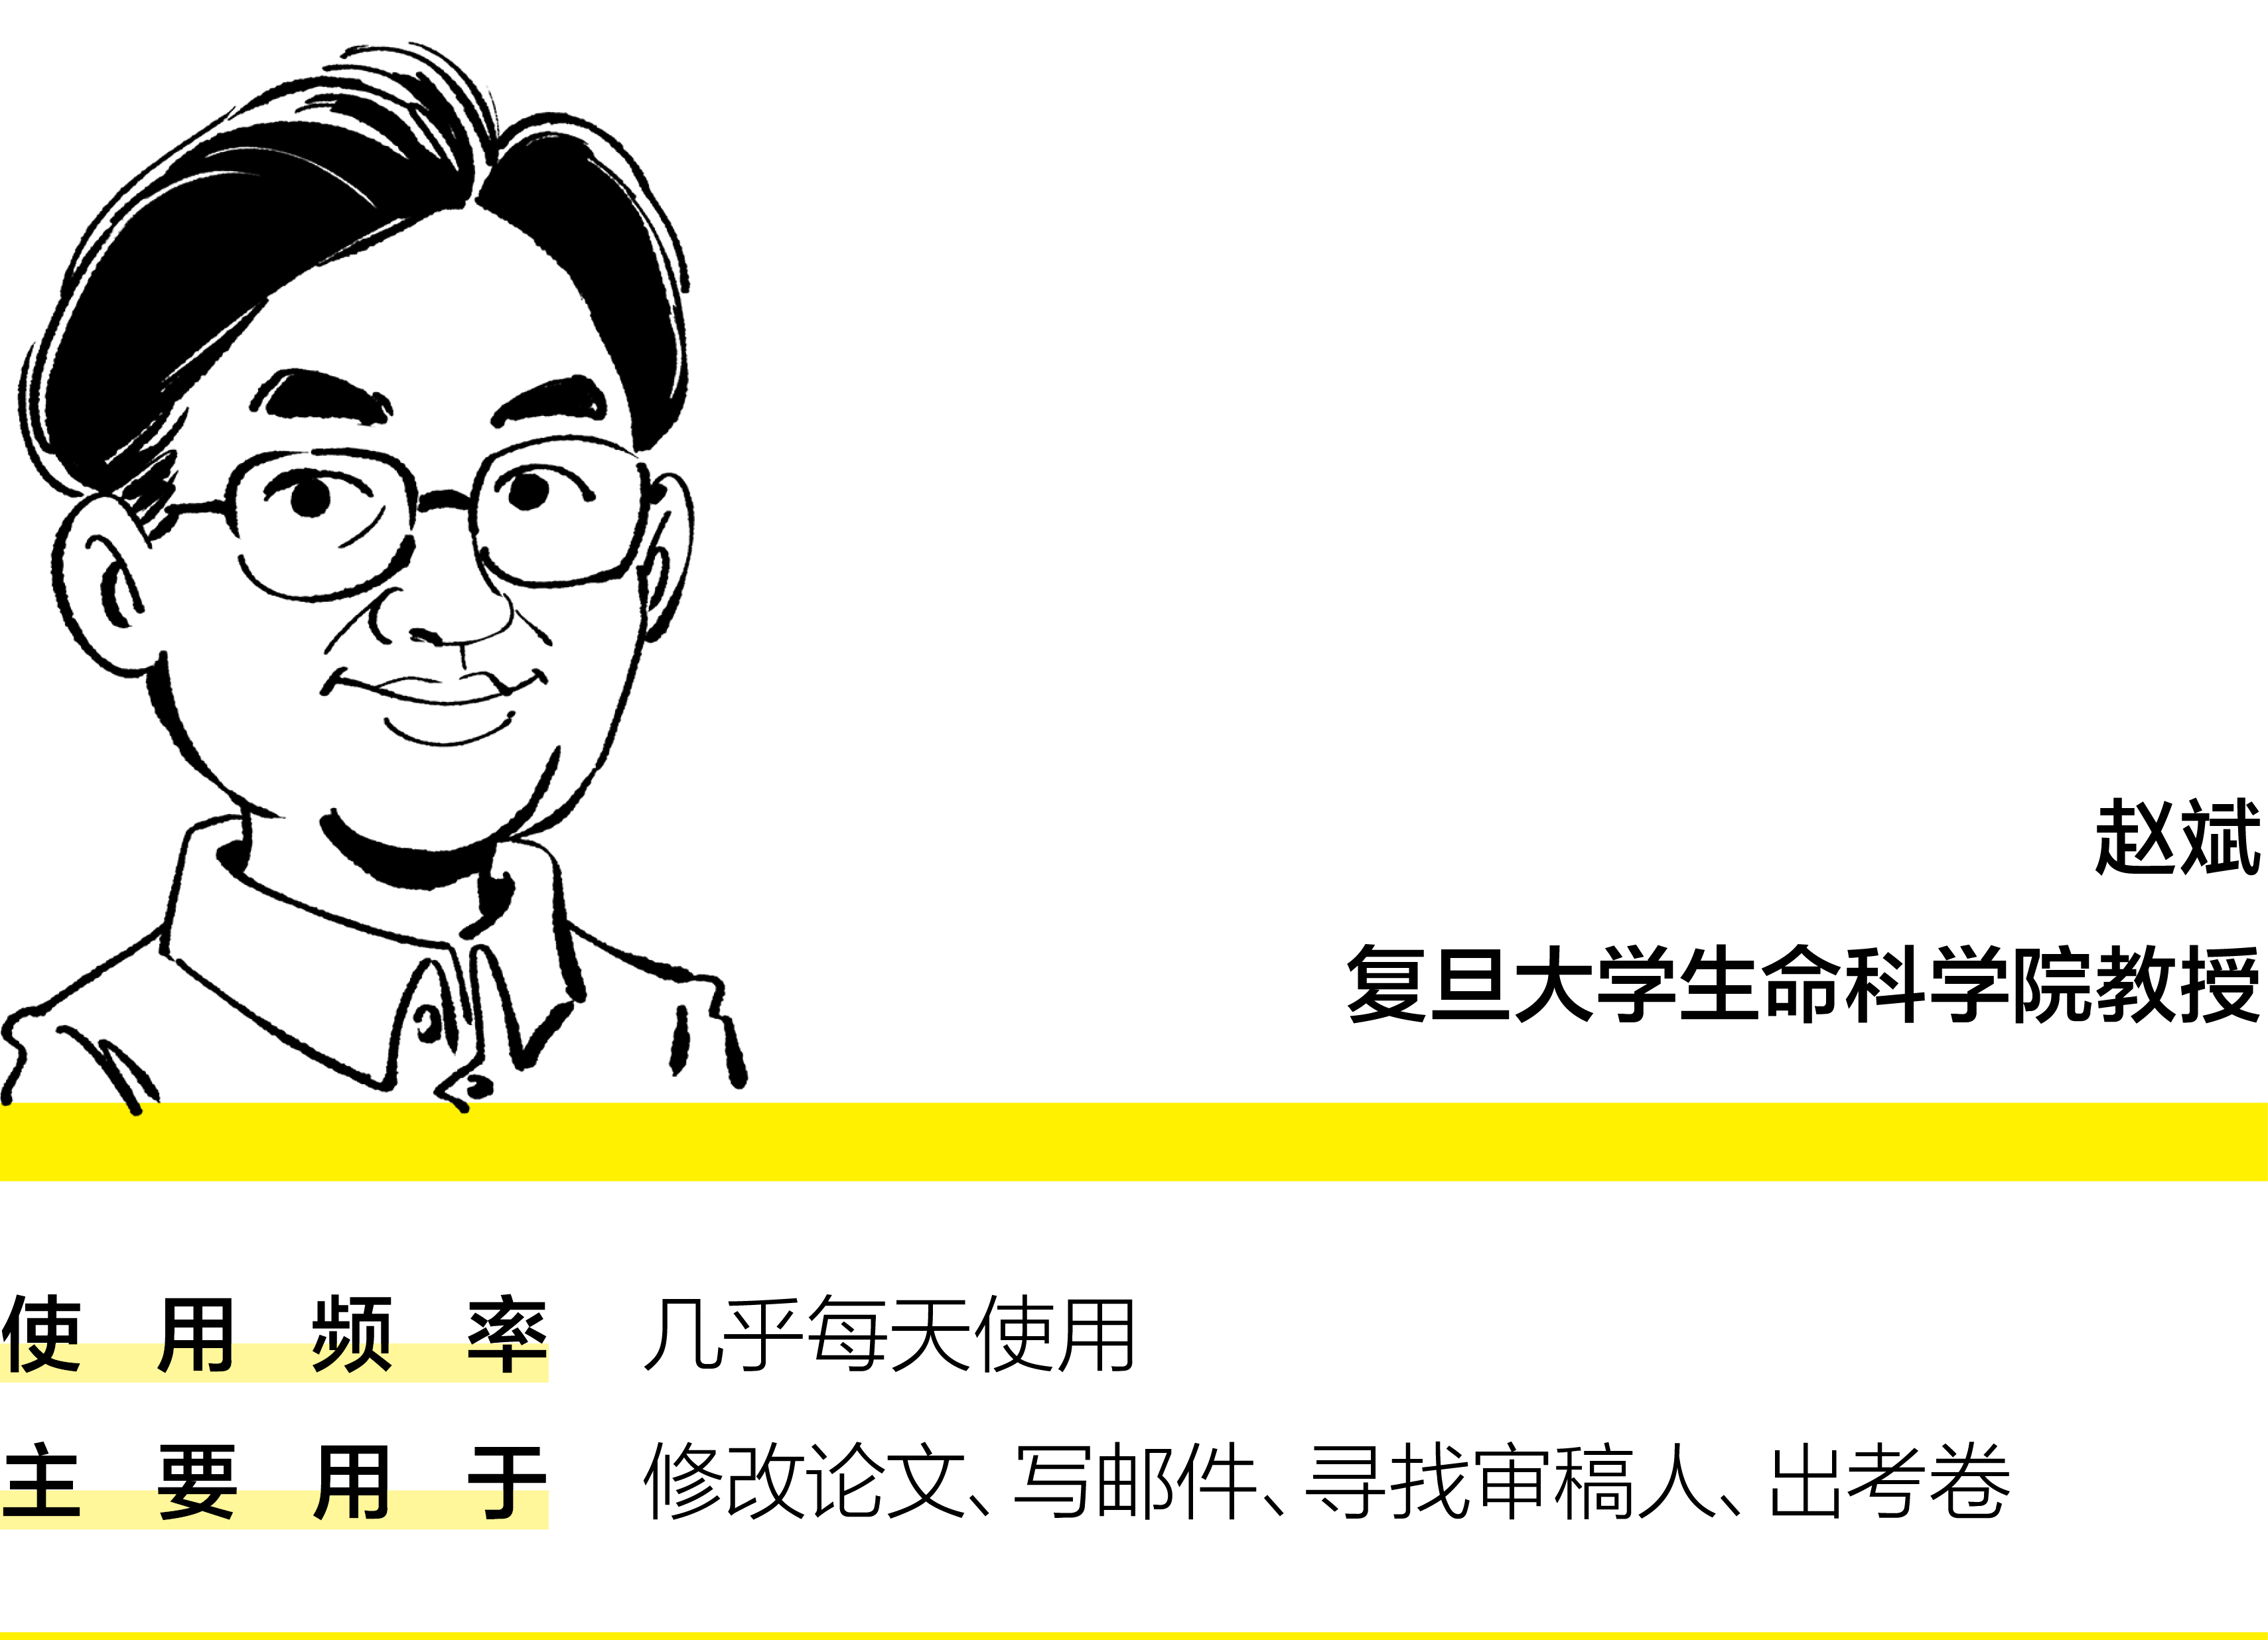 赵斌
复旦大学生命科学院教授
使用频率 几乎每天使用
主要用于 修改论文、写邮件、寻找审稿人、出考卷